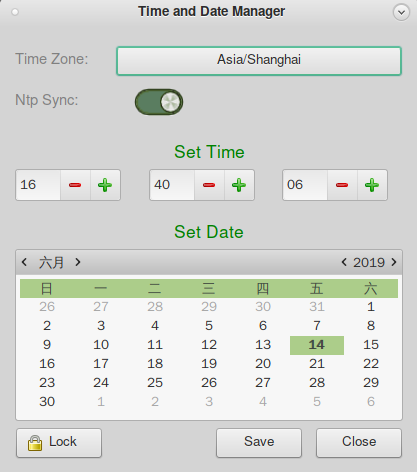 Time and Date Manager
Time Zone: Asia/Shanghai
Ntp Sync:
Set Time
16 40 06
Set Date
六月 2019
日 一 二 三 四 五 六
26 27 28 29 30 31 1
2 3 4 5 6 7 8
9 10 11 12 13 14 15
16 17 18 19 20 21 22
23 24 25 26 27 28 29
30 1 2 3 4 5 6
Lock Save Close